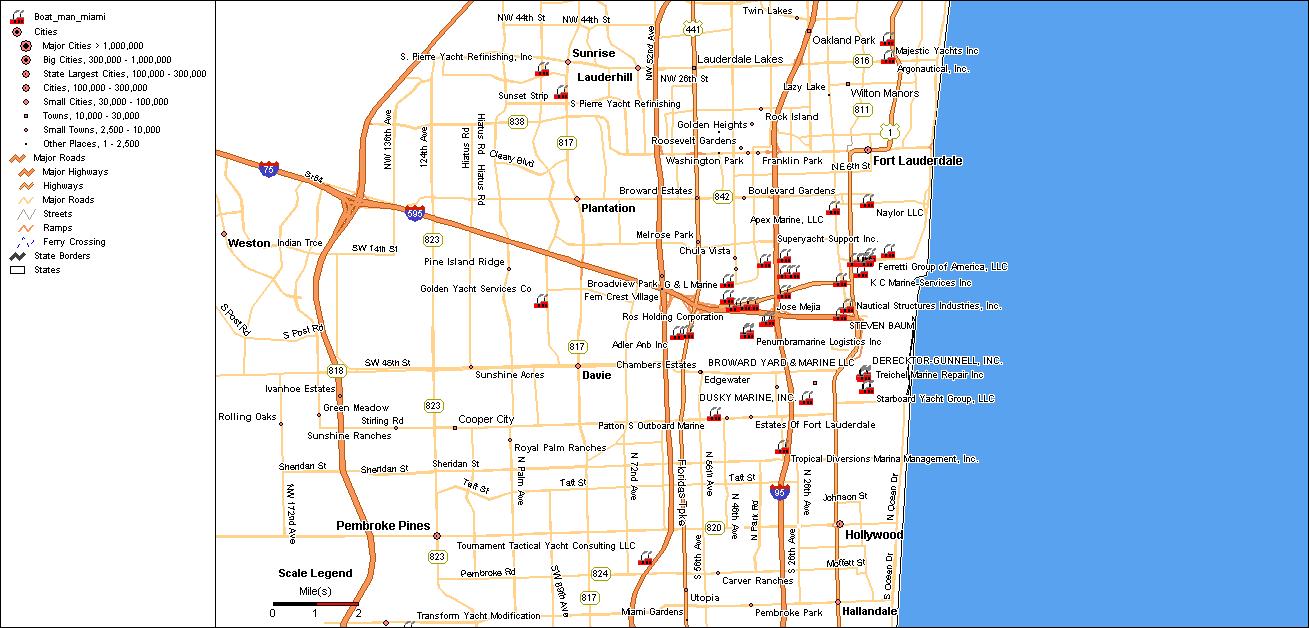 Boat_man_miami
Cities
Major Cities > 1,000,000
Big Cities, 300,000 - 1,000,000
State Largest Cities, 100,000 - 300,000
Cities, 100,000 - 300,000
Small Cities, 30,000 - 100,000
Towns, 10,000 - 30,000
Small Towns, 2,500 - 10,000
Other Places, 1 - 2,500
Major Roads
Major Highways
Highways
Major Roads
Streets
Ramps
Ferry Crossing
State Borders
States
Twin Lakes
NW 44th St
NW 44th St
441
NW 52nd Ave
Oakland Park
Majestic Yachts Inc
S. Pierre Yacht Refinishing, Inc
Sunrise
Lauderdale Lakes
816
Argonautical, Inc.
Lauderhill
NW 26th St
Lazy Lake
Wilton Manors
Sunset Strip
S Pierre Yacht Refinishing
811
Rock Island
838
Golden Heights
1
NW 136th Ave
124th Ave
Hiatus Rd
Hiatus Rd
Hiatus Rd
817
Roosevelt Gardens
Cleary Blvd
Washington Park
Franklin Park
Fort Lauderdale
NE 6th St
75
Sr-84
Broward Estates
842
Boulevard Gardens
595
Plantation
Apex Marine, LLC
Naylor LLC
Weston
Indian Trce
SW 14th St
823
Melrose Park
Superyacht Support Inc.
Chula Vista
Pine Island Ridge
Ferretti Group of America, LLC
Golden Yacht Services Co
Broadview Park
G & L Marine
K C Marine Services Inc
Fern Crest Village
Jose Mejia
Nautical Structures Industries, Inc.
S Post Rd
S Post Rd
Ros Holding Corporation
STEVEN BAUM
Adler Anb Inc
Penumbramarine Logistics Inc
817
SW 45th St
Chambers Estates
BROWARD YARD & MARINE LLC
DERECKTOR-GUNNELL, INC.
818
Sunshine Acres
Davie
Edgewater
Treichel Marine Repair Inc
Ivanhoe Estates
DUSKY MARINE, INC.
Starboard Yacht Group, LLC
Green Meadow
823
Rolling Oaks
Stirling Rd
Cooper City
Patton S Outboard Marine
Estates Of Fort Lauderdale
Sunshine Ranches
Royal Palm Ranches
Tropical Diversions Marina Management, Inc.
Sheridan St
Sheridan St
Sheridan St
NW 172nd Ave
N Palm Ave
N 72nd Ave
Floridas Tpke
N 56th Ave
Taft St
Taft St
Taft St
95
N 46th Ave
N Park Rd
N 26th Ave
Johnson St
N Ocean Dr
Pembroke Pines
820
Hollywood
823
Tournament Tactical Yacht Consulting LLC
S 56th Ave
S 26th Ave
Moffett St
S Ocean Dr
Pembroke Rd
SW 89th Ave
824
Carver Ranches
817
Utopia
Scale Legend
Mile(s)
0 1 2
Transform Yacht Modification
Miami Gardens
Pembroke Park
Hallandale